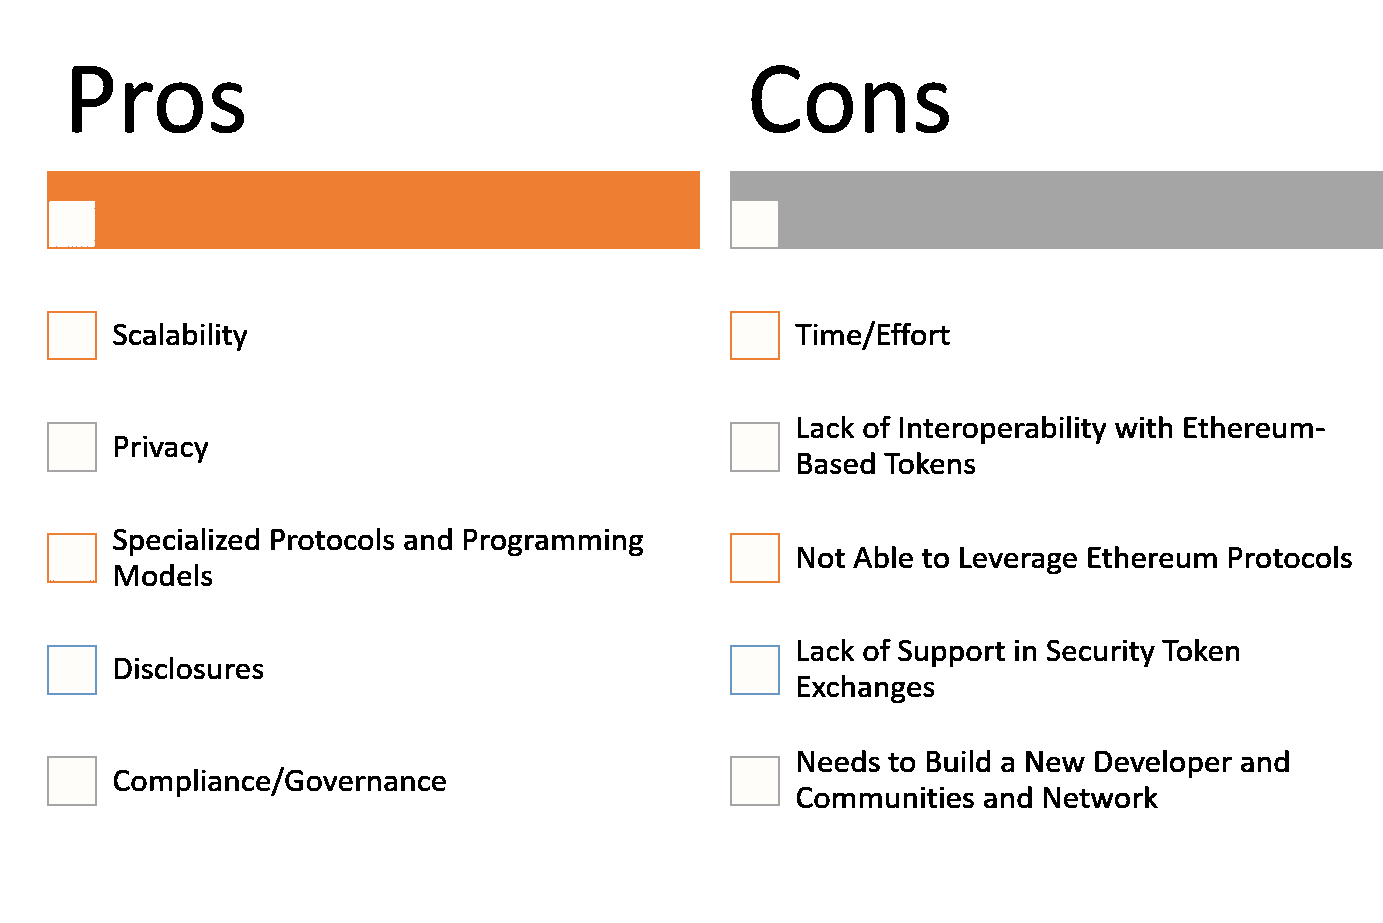 Pros
Scalability
Privacy
Specialized Protocols and Programming
Models
Disclosures
Compliance/Governance
Cons
Time/Effort
Lack of Interoperability with Ethereum-
Based Tokens
Not Able to Leverage Ethereum Protocols
Lack of Support in Security Token
Exchanges
Needs to Build a New Developer and
Communities and Network